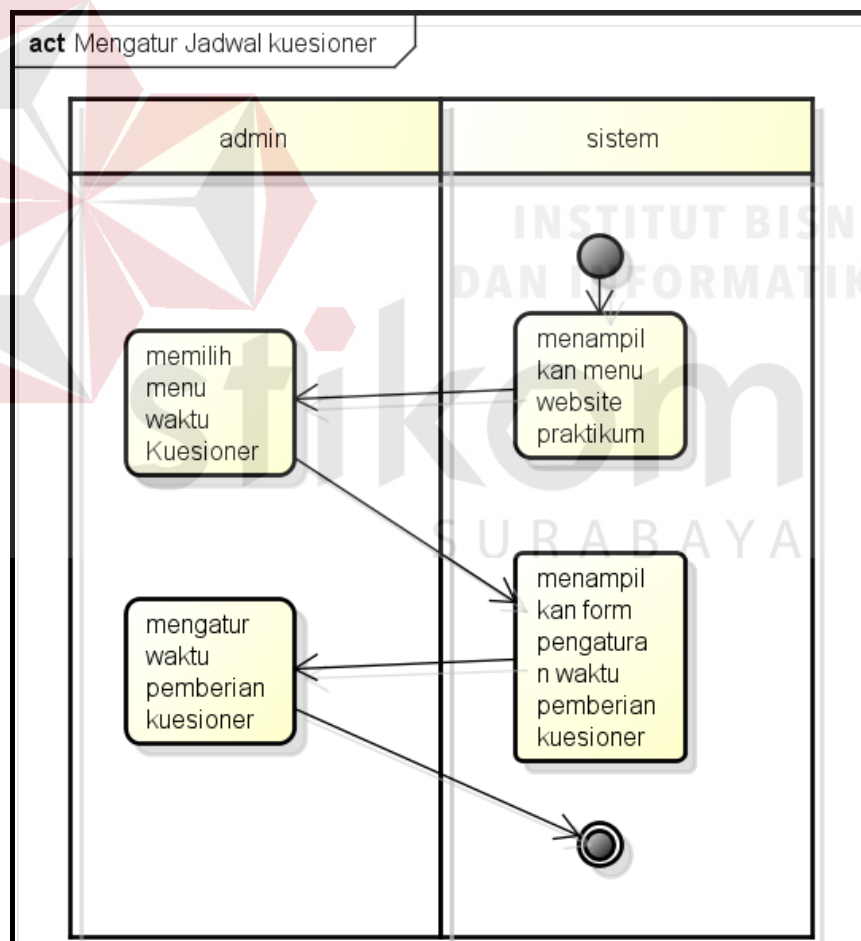 act Mengatur Jadwal kuesioner
admin
sistem
INSTITUT BISN
DAN INFORMATIK
menampil
kan menu
website
praktikum
memilih
menu
waktu
Kuesioner
stikom
SURABAYA
menampil
kan form
pengatura
n waktu
pemberian
kuesioner
mengatur
waktu
pemberian
kuesioner